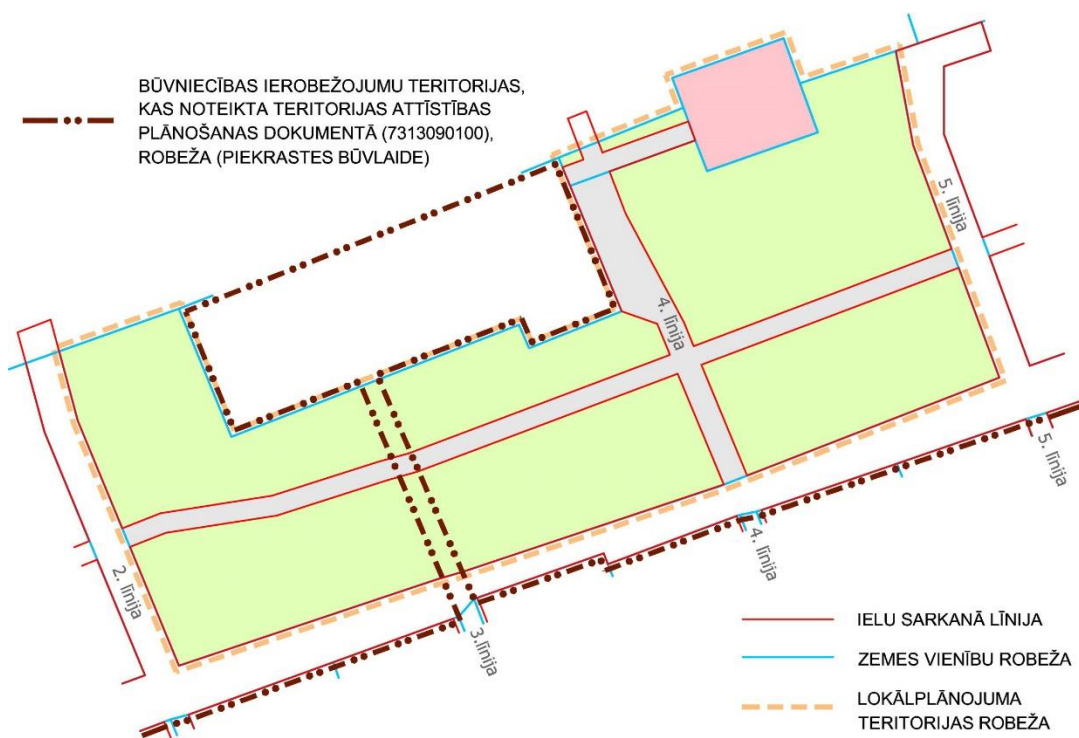 BŪVNIECĪBAS IEROBEŽOJUMU TERITORIJAS,
KAS NOTEIKTA TERITORIJAS ATTĪSTĪBAS
PLĀNOŠANAS DOKUMENTĀ (7313090100),
ROBEŽA (PIEKRASTES BŪVLAIDE)
5. līnija
4. līnija
2. līnija
3.līnija
4. līnija
5. līnija
IELU SARKANĀ LĪNIJA
ZEMES VIENĪBU ROBEŽA
LOKĀLPLĀNOJUMA
TERITORIJAS ROBEŽA